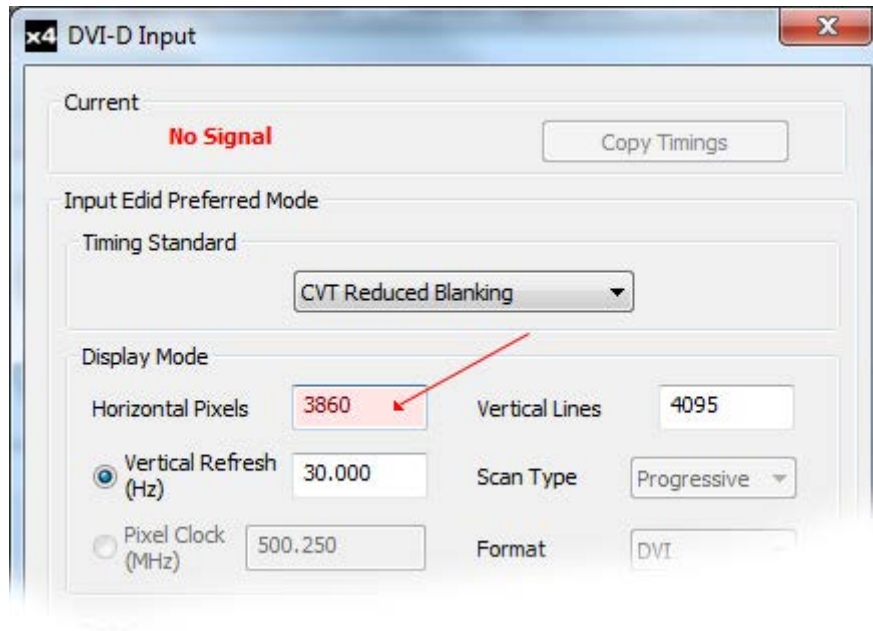 x4 DVI-D Input
Current
No Signal
Copy Timings
Input Edid Preferred Mode
Timing Standard
CVT Reduced Blanking
Display Mode
Horizontal Pixels 3860 Vertical Lines 4095
Vertical Refresh (Hz) 30.000 Scan Type Progressive
Pixel Clock (MHz) 500.250 Format DVI